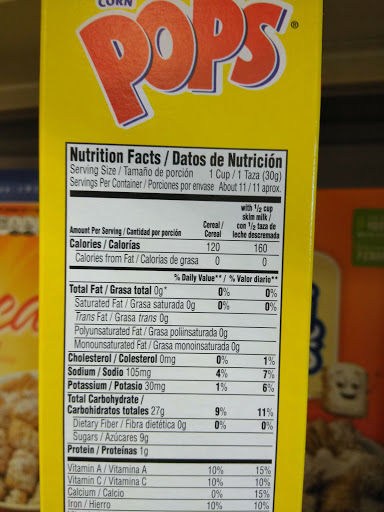 CORN
POPS®
Nutrition Facts / Datos de Nutrición
Serving Size / Tamaño de porción 1 Cup / 1 Taza (30g)
Servings Per Container / Porciones por envase About 11 / 11 aprox.
Amount Per Serving / Cantidad por porción Cereal / Cereal with 1/2 cup skim milk / con 1/2 taza de leche descremada
Calories / Calorías 120 160
Calories from Fat / Calorías de grasa 0 0
% Daily Value** / % Valor diario**
Total Fat / Grasa total 0g* 0% 0%
Saturated Fat / Grasa saturada 0g 0% 0%
Trans Fat / Grasa trans 0g
Polyunsaturated Fat / Grasa poliinsaturada 0g
Monounsaturated Fat / Grasa monoinsaturada 0g
Cholesterol / Colesterol 0mg 0% 1%
Sodium / Sodio 105mg 4% 7%
Potassium / Potasio 30mg 1% 6%
Total Carbohydrate /
Carbohidratos totales 27g 9% 11%
Dietary Fiber / Fibra dietética 0g 0% 0%
Sugars / Azúcares 9g
Protein / Proteínas 1g
Vitamin A / Vitamina A 10% 15%
Vitamin C / Vitamina C 10% 10%
Calcium / Calcio 0% 15%
Iron / Hierro 10% 10%